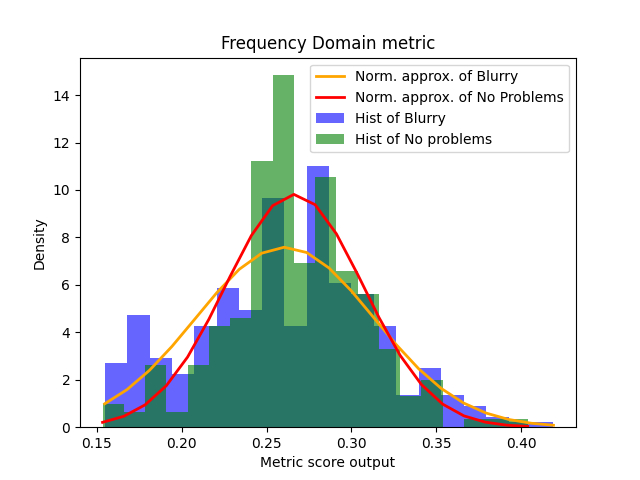 Frequency Domain metric
Norm. approx. of Blurry
Norm. approx. of No Problems
Hist of Blurry
Hist of No problems
Density
14
12
10
8
6
4
2
0
0.15 0.20 0.25 0.30 0.35 0.40
Metric score output